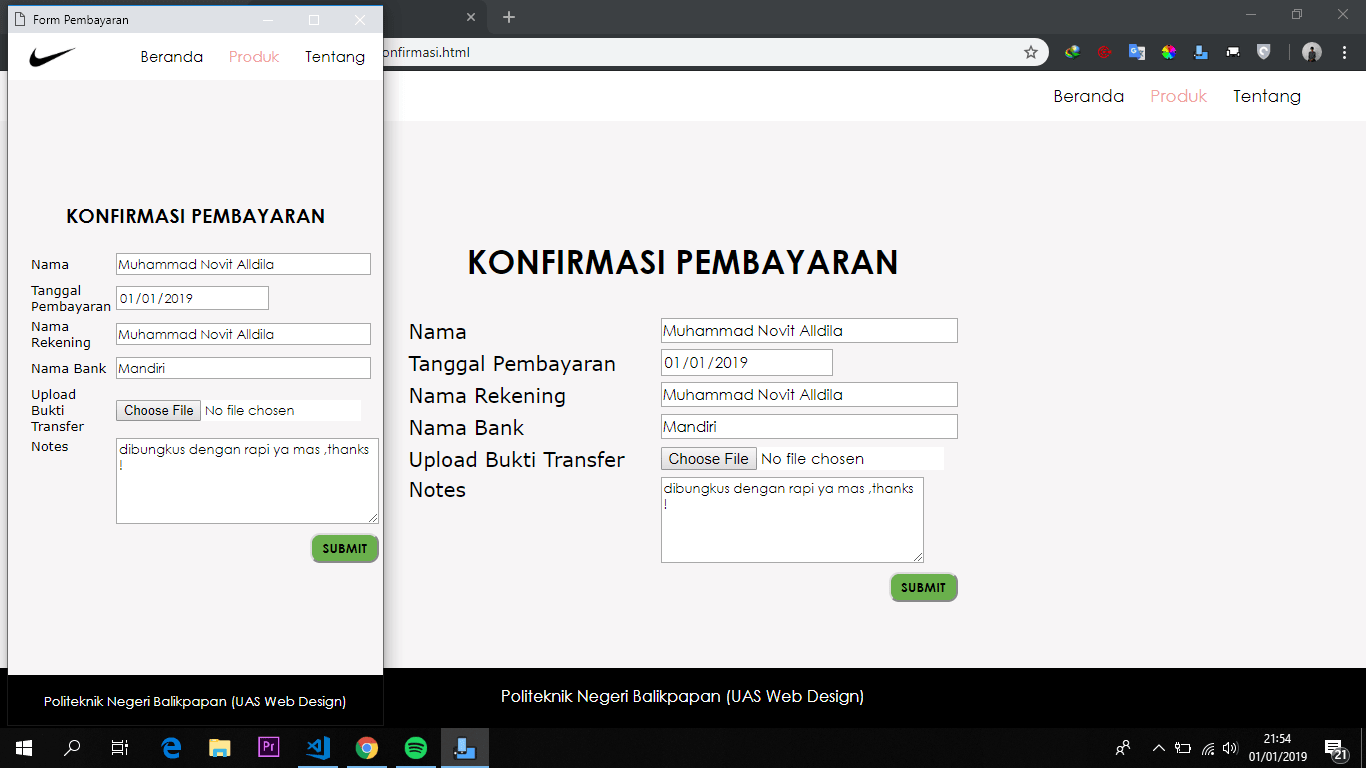 Form Pembayaran
Beranda
Produk
Tentang
KONFIRMASI PEMBAYARAN
Nama
Muhammad Novit Alldila
Tanggal
Pembayaran
01/01/2019
Nama
Rekening
Muhammad Novit Alldila
Nama Bank
Mandiri
Upload
Bukti
Transfer
Choose File No file chosen
Notes
dibungkus dengan rapi ya mas ,thanks
!
SUBMIT
Politeknik Negeri Balikpapan (UAS Web Design)
onfirmasi.html
Beranda
Produk
Tentang
KONFIRMASI PEMBAYARAN
Nama
Muhammad Novit Alldila
Tanggal Pembayaran
01/01/2019
Nama Rekening
Muhammad Novit Alldila
Nama Bank
Mandiri
Upload Bukti Transfer
Choose File No file chosen
Notes
dibungkus dengan rapi ya mas ,thanks
!
SUBMIT
Politeknik Negeri Balikpapan (UAS Web Design)
Pr
21:54
01/01/2019
21